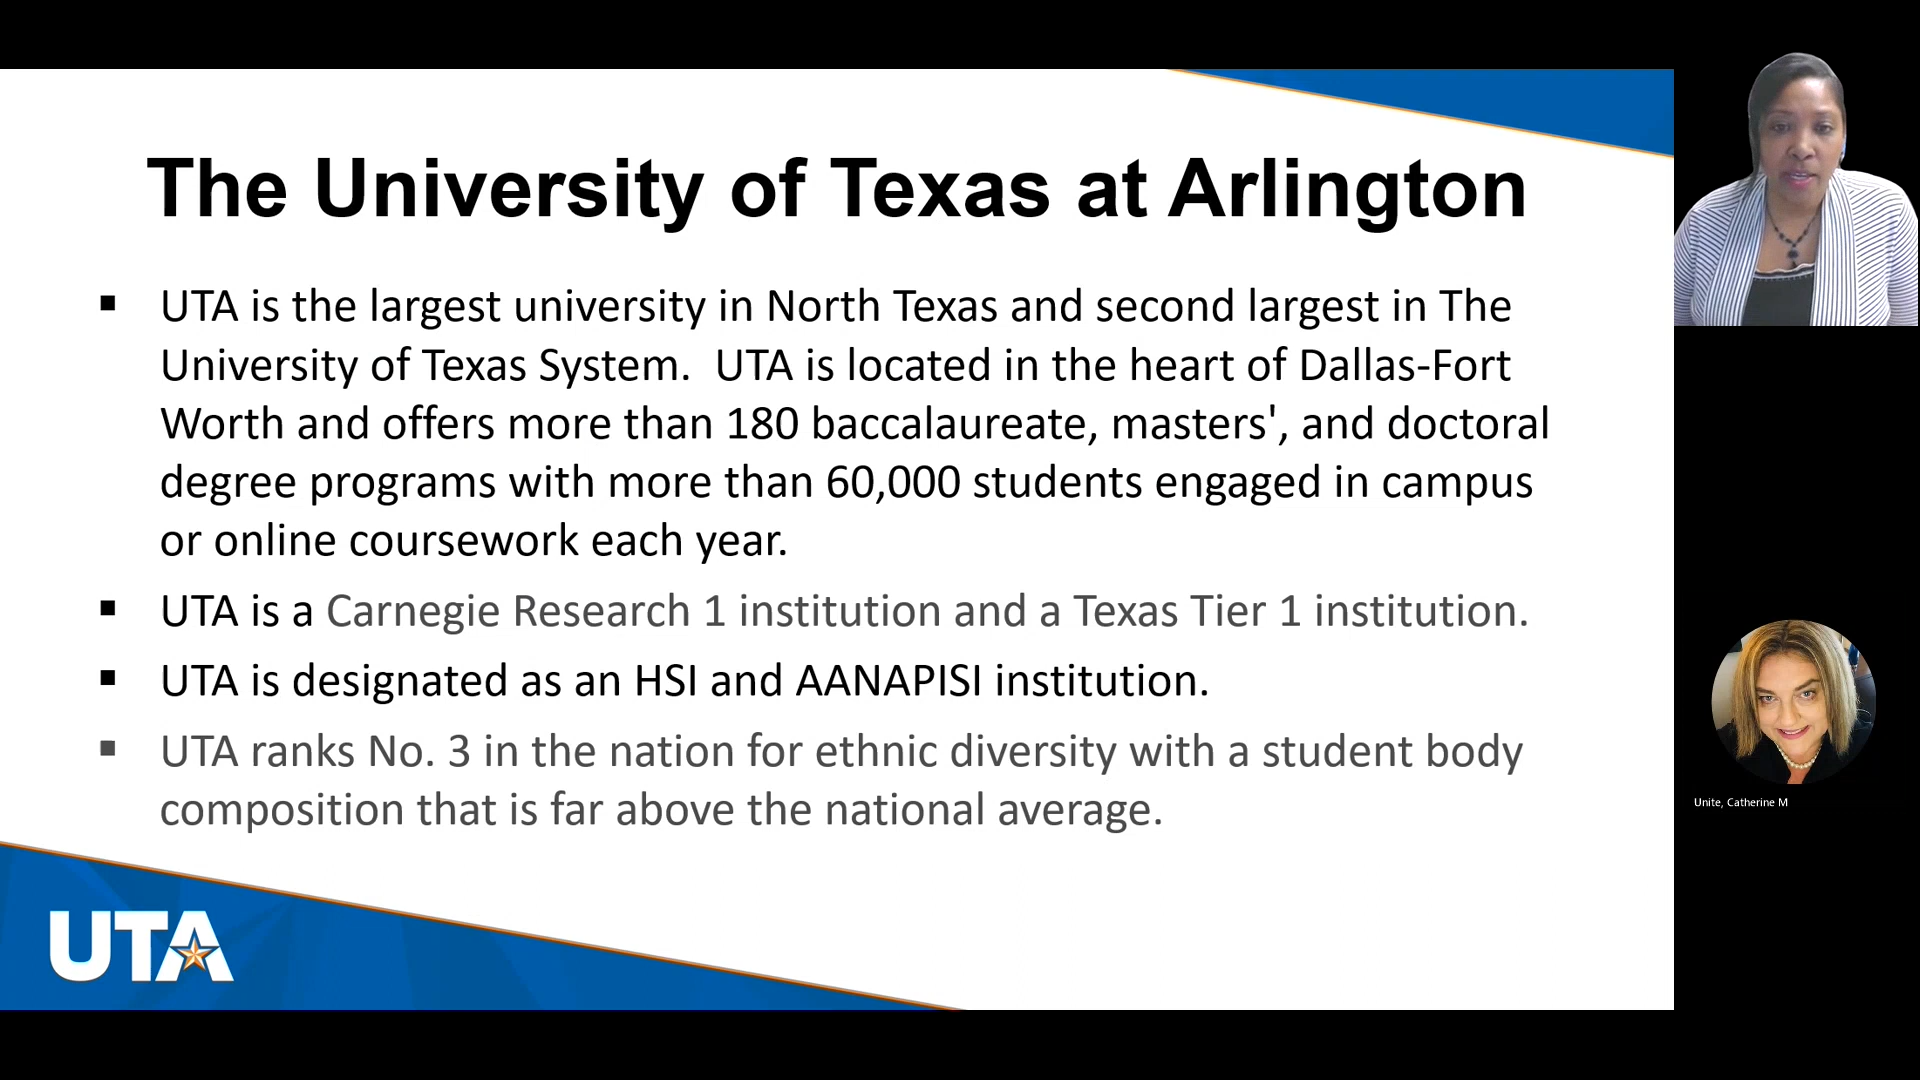 The University of Texas at Arlington
▪ UTA is the largest university in North Texas and second largest in The
University of Texas System.  UTA is located in the heart of Dallas-Fort
Worth and offers more than 180 baccalaureate, masters', and doctoral
degree programs with more than 60,000 students engaged in campus
or online coursework each year.
▪ UTA is a Carnegie Research 1 institution and a Texas Tier 1 institution.
▪ UTA is designated as an HSI and AANAPISI institution.
▪ UTA ranks No. 3 in the nation for ethnic diversity with a student body
composition that is far above the national average.
UTA
Unite, Catherine M